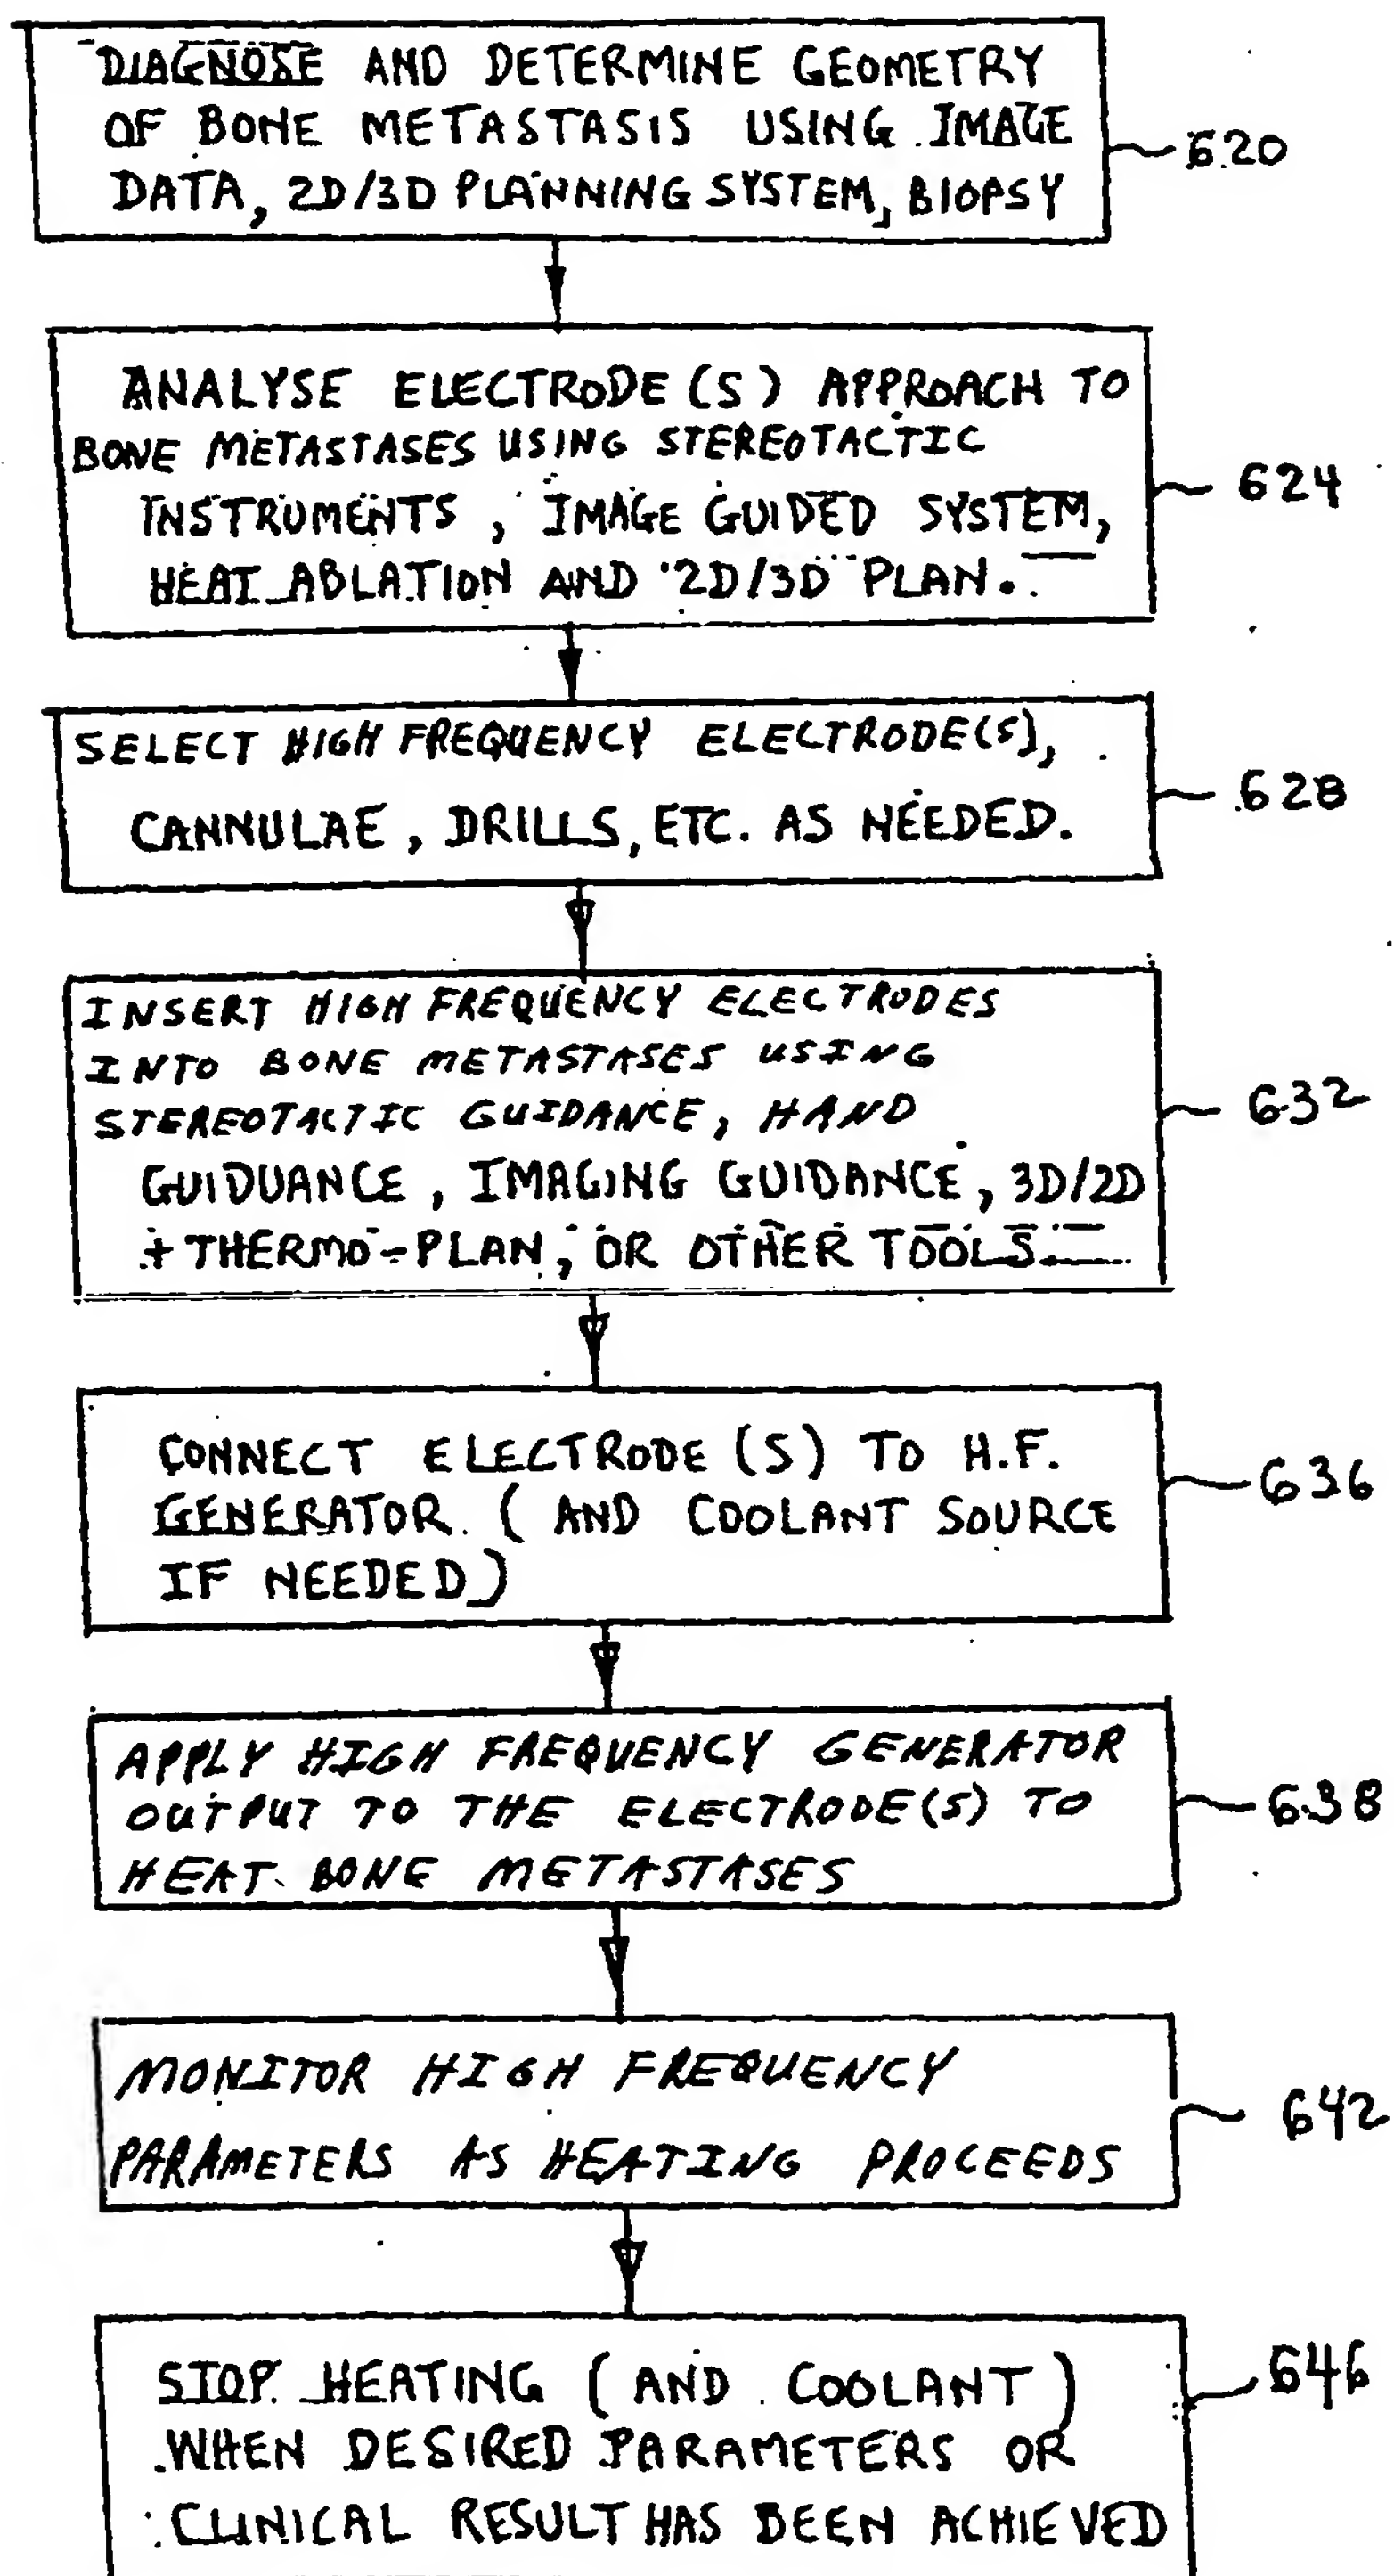 DIAGNOSE AND DETERMINE GEOMETRY
OF BONE METASTASIS USING IMAGE
DATA, 2D/3D PLANNING SYSTEM, BIOPSY
620
ANALYSE ELECTRODE(S) APPROACH TO
BONE METASTASES USING STEREOTACTIC
INSTRUMENTS, IMAGE GUIDED SYSTEM,
HEAT ABLATION AND 2D/3D PLAN.
624
SELECT HIGH FREQUENCY ELECTRODE(S),
CANNULAE, DRILLS, ETC. AS NEEDED.
628
INSERT HIGH FREQUENCY ELECTRODES
INTO BONE METASTASES USING
STEREOTACTIC GUIDANCE, HAND
GUIDUANCE, IMAGING GUIDANCE, 3D/2D
+ THERMO-PLAN, OR OTHER TOOLS.
632
CONNECT ELECTRODE(S) TO H.F.
GENERATOR. (AND COOLANT SOURCE
IF NEEDED)
636
APPLY HIGH FREQUENCY GENERATOR
OUTPUT TO THE ELECTRODE(S) TO
HEAT BONE METASTASES
638
MONITOR HIGH FREQUENCY
PARAMETERS AS HEATING PROCEEDS
642
STOP HEATING (AND COOLANT)
WHEN DESIRED PARAMETERS OR
CLINICAL RESULT HAS BEEN ACHIEVED
646